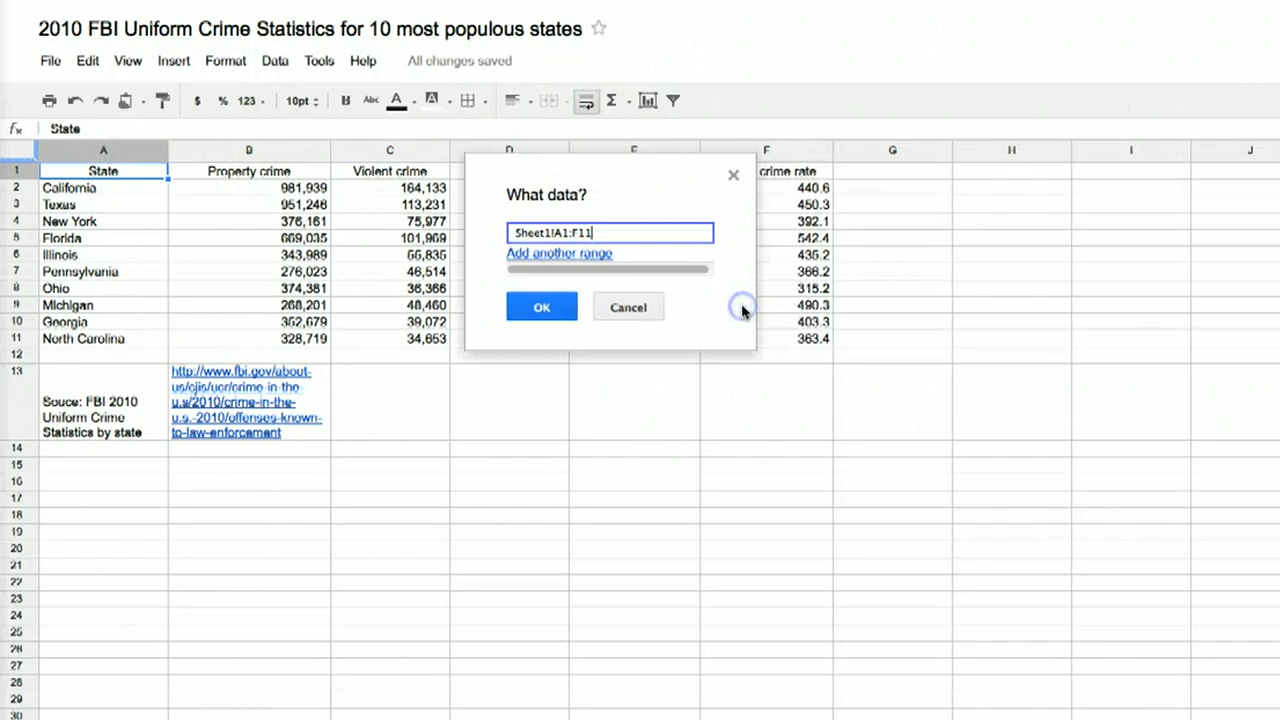 2010 FBI Uniform Crime Statistics for 10 most populous states
File Edit View Insert Format Data Tools Help All changes saved
$ % 123 10pt B Abc A A Σ
fx State
A B C D E F G H I J
1 State Property crime Violent crime crime rate
2 California 981,939 164,133 440.6
3 Texas 951,246 113,231 450.3
4 New York 376,161 75,977 392.1
5 Florida 669,035 101,969 542.4
6 Illinois 343,989 55,835 435.2
7 Pennsylvania 276,023 46,514 366.2
8 Ohio 374,381 36,366 315.2
9 Michigan 268,201 48,460 490.3
10 Georgia 352,679 39,072 403.3
11 North Carolina 328,719 34,653 363.4
12
13
Souce: FBI 2010
Uniform Crime
Statistics by state
http://www.fbi.gov/about-
us/cjis/ucr/crime-in-the-
u.s/2010/crime-in-the-
u.s.-2010/offenses-known-
to-law-enforcement
14
15
16
17
18
19
20
21
22
23
24
25
26
27
28
29
30
What data?
Sheet1!A1:F11
Add another range
OK Cancel